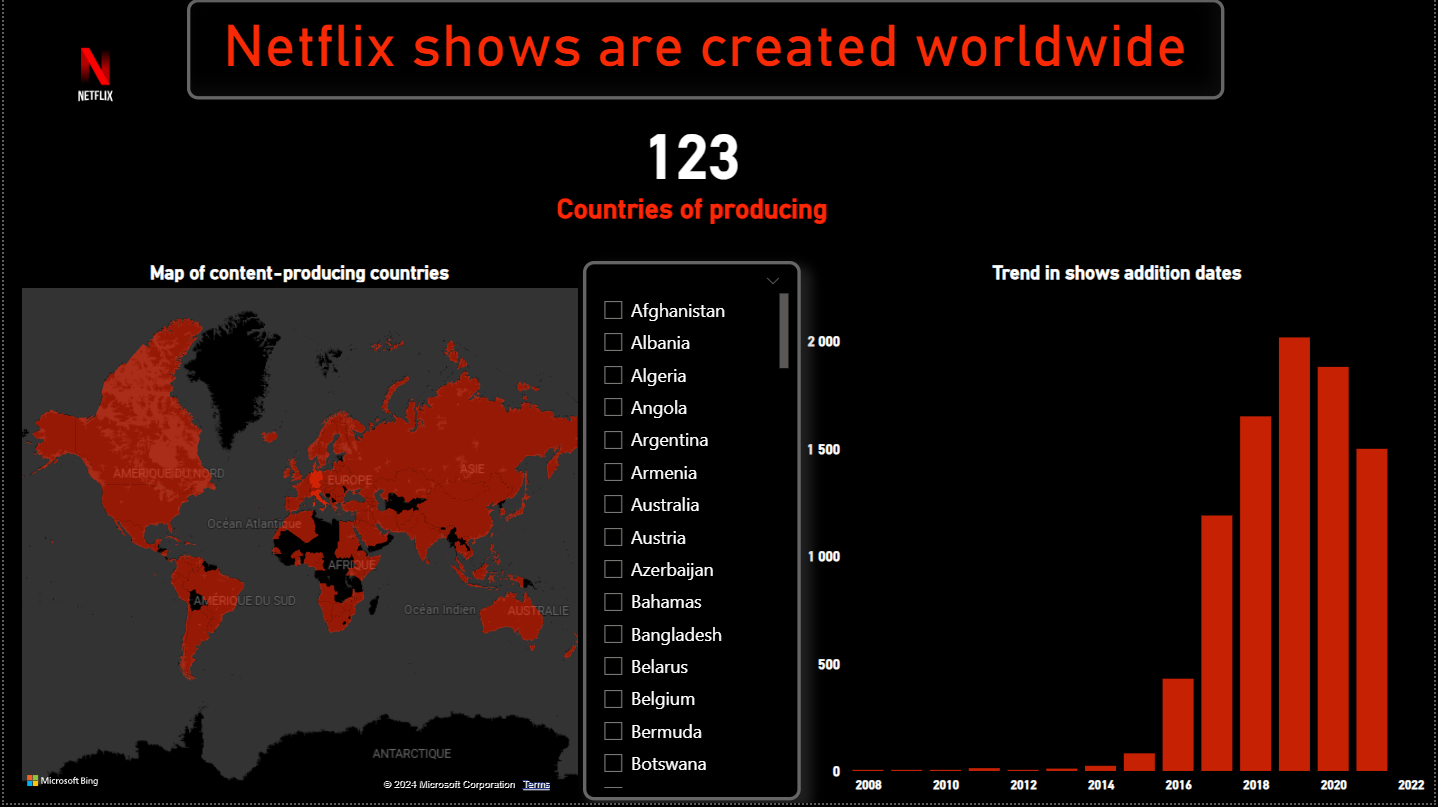 Netflix shows are created worldwide
NETFLIX
123
Countries of producing
Map of content-producing countries
AMÉRIQUE DU NORD
EUROPE
ASIE
Océan Atlantique
AFRIQUE
AMÉRIQUE DU SUD
Océan Indien
AUSTRALIE
ANTARCTIQUE
Microsoft Bing
© 2024 Microsoft Corporation Terms
Afghanistan
Albania
Algeria
Angola
Argentina
Armenia
Australia
Austria
Azerbaijan
Bahamas
Bangladesh
Belarus
Belgium
Bermuda
Botswana
Trend in shows addition dates
2 000
1 500
1 000
500
0
2008 2010 2012 2014 2016 2018 2020 2022